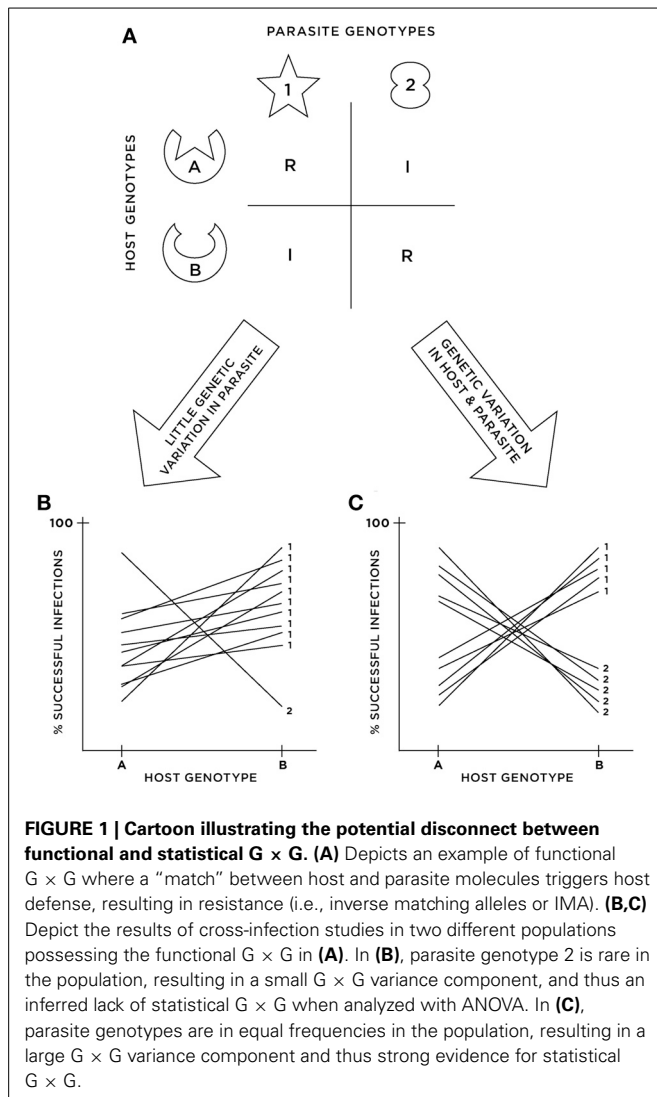 A
PARASITE GENOTYPES
1
2
HOST GENOTYPES
A
R
I
B
I
R
LITTLE GENETIC
VARIATION IN PARASITE
GENETIC VARIATION
IN HOST & PARASITE
B
100
% SUCCESSFUL INFECTIONS
1
1
1
1
1
1
1
2
A
B
HOST GENOTYPE
C
100
% SUCCESSFUL INFECTIONS
1
1
1
1
2
2
2
2
A
B
HOST GENOTYPE
FIGURE 1 | Cartoon illustrating the potential disconnect between
functional and statistical G × G. (A) Depicts an example of functional
G × G where a “match” between host and parasite molecules triggers host
defense, resulting in resistance (i.e., inverse matching alleles or IMA). (B,C)
Depict the results of cross-infection studies in two different populations
possessing the functional G × G in (A). In (B), parasite genotype 2 is rare in
the population, resulting in a small G × G variance component, and thus an
inferred lack of statistical G × G when analyzed with ANOVA. In (C),
parasite genotypes are in equal frequencies in the population, resulting in a
large G × G variance component and thus strong evidence for statistical
G × G.